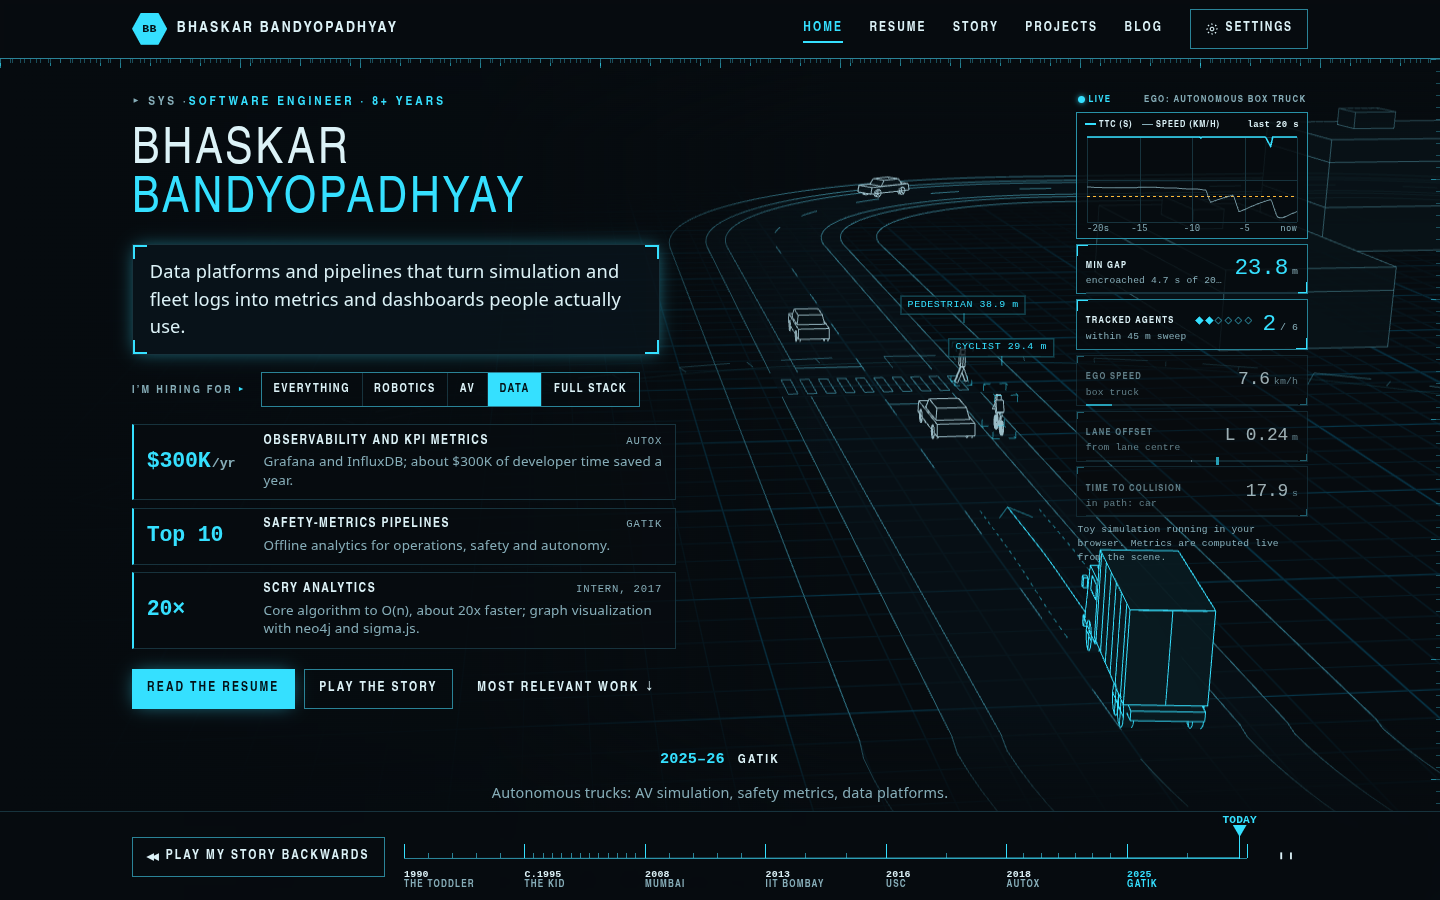 BB BHASKAR BANDYOPADHYAY
HOME RESUME STORY PROJECTS BLOG SETTINGS
SYS · SOFTWARE ENGINEER · 8+ YEARS
BHASKAR
BANDYOPADHYAY
Data platforms and pipelines that turn simulation and
fleet logs into metrics and dashboards people actually
use.
I'M HIRING FOR
EVERYTHING ROBOTICS AV DATA FULL STACK
$300K/yr
OBSERVABILITY AND KPI METRICS AUTOX
Grafana and InfluxDB; about $300K of developer time saved a
year.
Top 10
SAFETY-METRICS PIPELINES GATIK
Offline analytics for operations, safety and autonomy.
20×
SCRY ANALYTICS INTERN, 2017
Core algorithm to O(n), about 20x faster; graph visualization
with neo4j and sigma.js.
READ THE RESUME PLAY THE STORY MOST RELEVANT WORK ↓
PEDESTRIAN 38.9 m
CYCLIST 29.4 m
LIVE EGO: AUTONOMOUS BOX TRUCK
TTC (S) SPEED (KM/H) last 20 s
-20s -15 -10 -5 now
MIN GAP 23.8 m
encroached 4.7 s of 20…
TRACKED AGENTS 2 / 6
within 45 m sweep
EGO SPEED 7.6 km/h
box truck
LANE OFFSET L 0.24 m
from lane centre
TIME TO COLLISION 17.9 s
in path: car
Toy simulation running in your
browser. Metrics are computed live
from the scene.
2025–26 GATIK
Autonomous trucks: AV simulation, safety metrics, data platforms.
PLAY MY STORY BACKWARDS
TODAY
1990 C.1995 2008 2013 2016 2018 2025
THE TODDLER THE KID MUMBAI IIT BOMBAY USC AUTOX GATIK